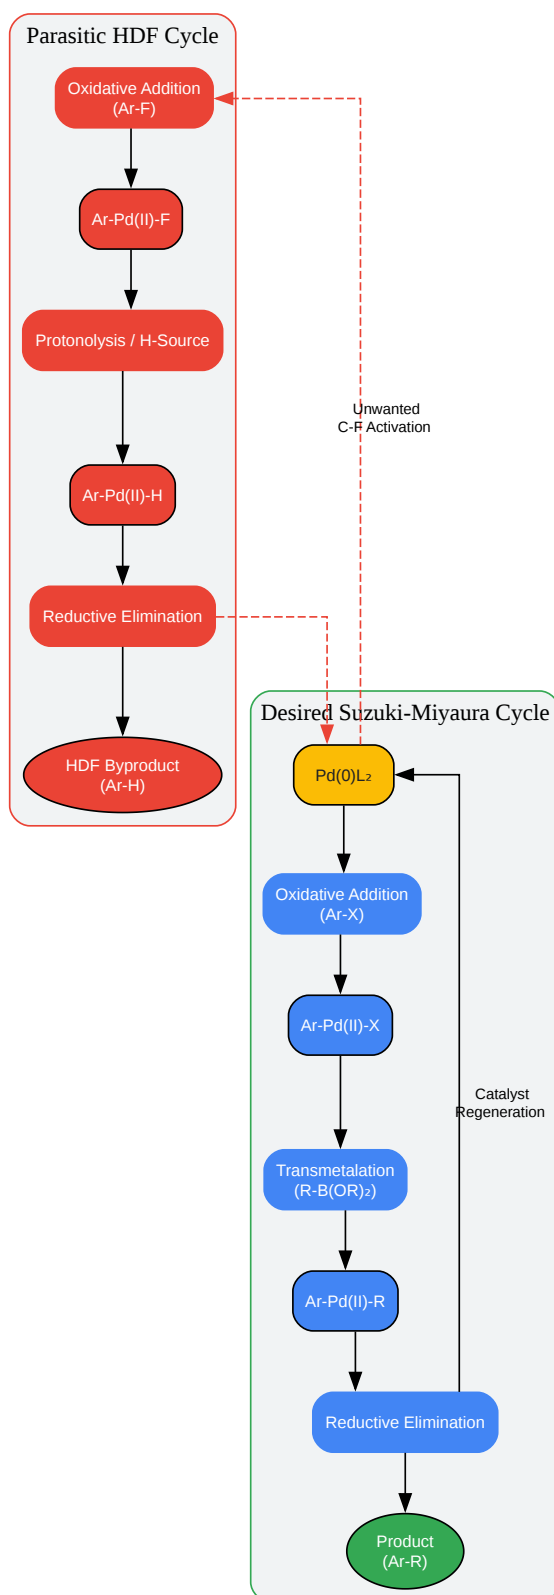 Parasitic HDF Cycle
Oxidative Addition
(Ar-F)
Ar-Pd(II)-F
Protonolysis / H-Source
Unwanted
C-F Activation
Ar-Pd(II)-H
Reductive Elimination
HDF Byproduct
(Ar-H)
Desired Suzuki-Miyaura Cycle
Pd(0)L₂
Oxidative Addition
(Ar-X)
Ar-Pd(II)-X
Catalyst
Regeneration
Transmetalation
(R-B(OR)₂)
Ar-Pd(II)-R
Reductive Elimination
Product
(Ar-R)